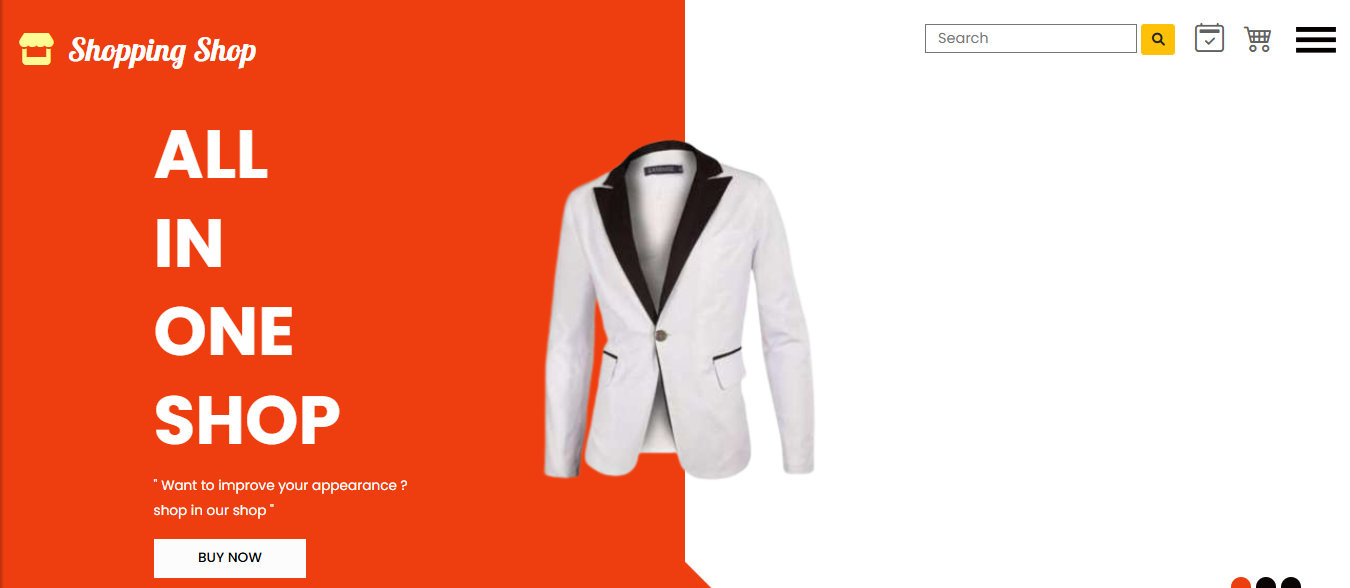 Shopping Shop
Search
ALL
IN
ONE
SHOP
" Want to improve your appearance ?
shop in our shop "
BUY NOW